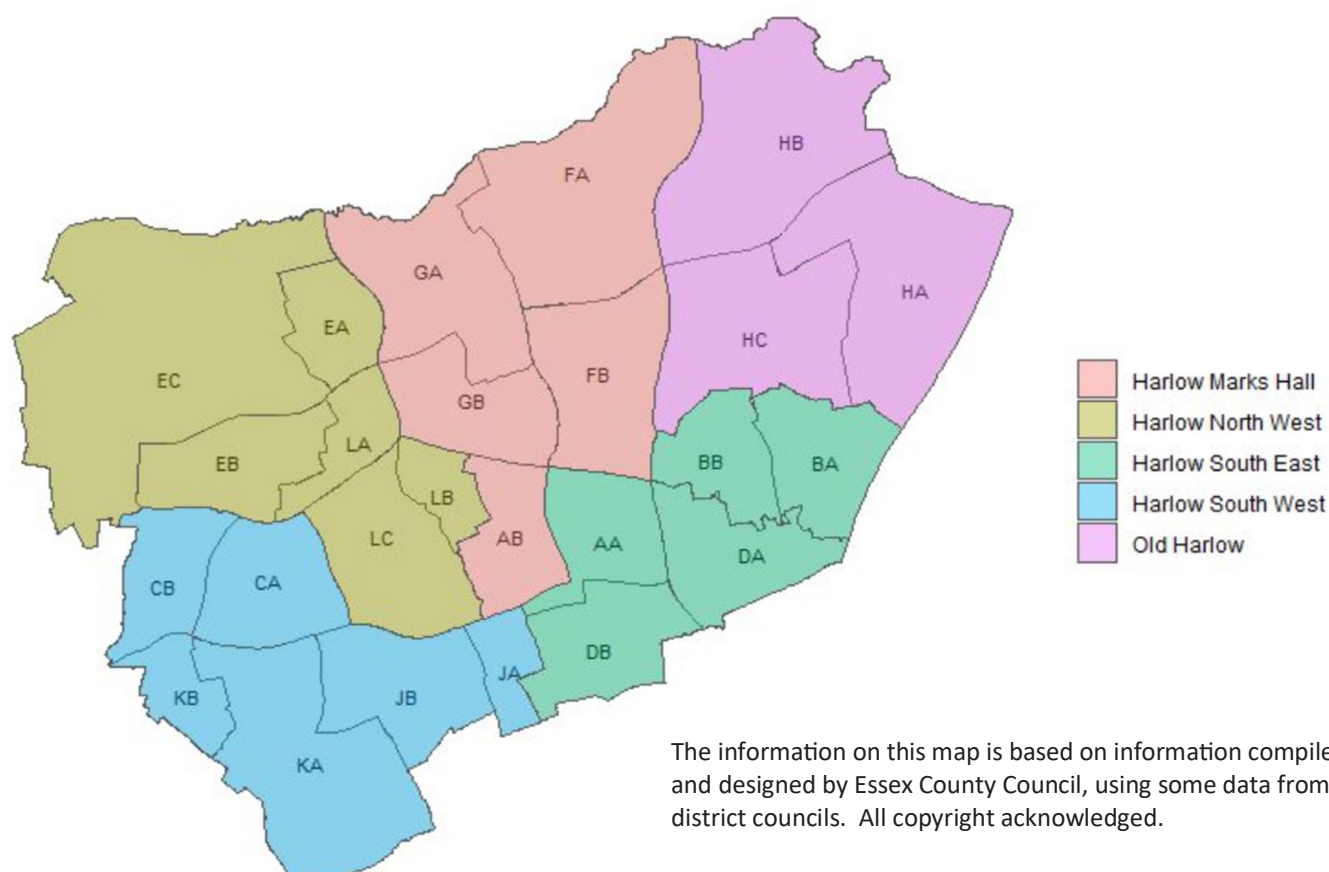 HB
FA
GA
HA
EA
HC
EC
FB
GB
LA
EB
BB
BA
LB
LC
AB
AA
DA
CB
CA
DB
JA
KB
JB
KA
Harlow Marks Hall
Harlow North West
Harlow South East
Harlow South West
Old Harlow
The information on this map is based on information compile
and designed by Essex County Council, using some data from
district councils. All copyright acknowledged.